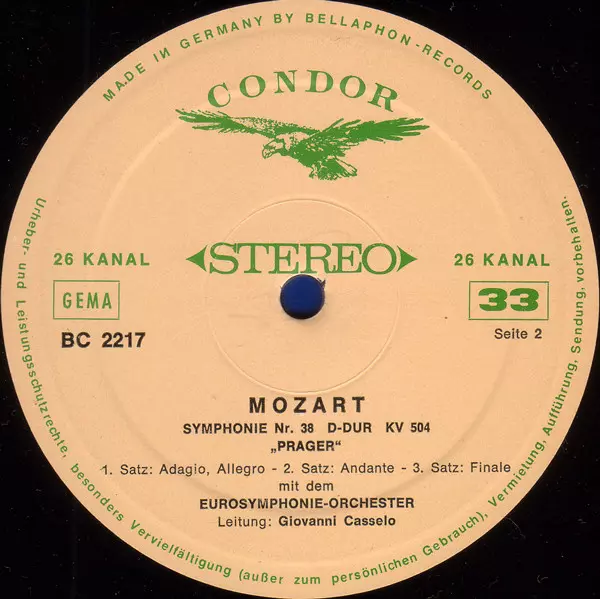 MADE IN GERMANY BY BELLAPHON-RECORDS
CONDOR
26 KANAL
STEREO
26 KANAL
GEMA
33
BC 2217
Seite 2
MOZART
SYMPHONIE Nr. 38 D-DUR KV 504
„PRAGER“
1. Satz: Adagio, Allegro - 2. Satz: Andante - 3. Satz: Finale
mit dem
EUROSYMPHONIE-ORCHESTER
Leitung: Giovanni Casselo
Urheber- und Leistungsschutzrechte, besonders Vervielfältigung (außer zum persönlichen Gebrauch), Vermietung, Aufführung, Sendung, vorbehalten.